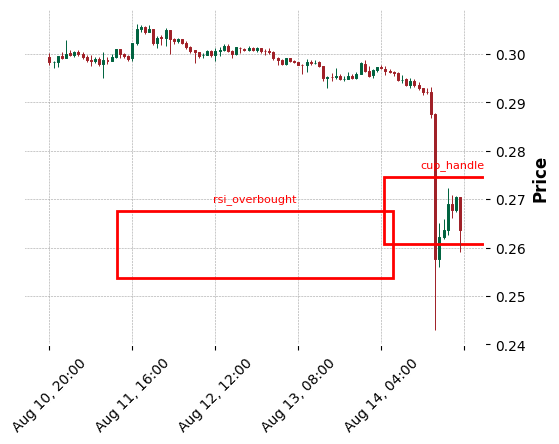 0.30
0.29
0.28
cup_handle
0.27
rsi_overbought
0.26
0.25
0.24
Price
Aug 10, 20:00
Aug 11, 16:00
Aug 12, 12:00
Aug 13, 08:00
Aug 14, 04:00